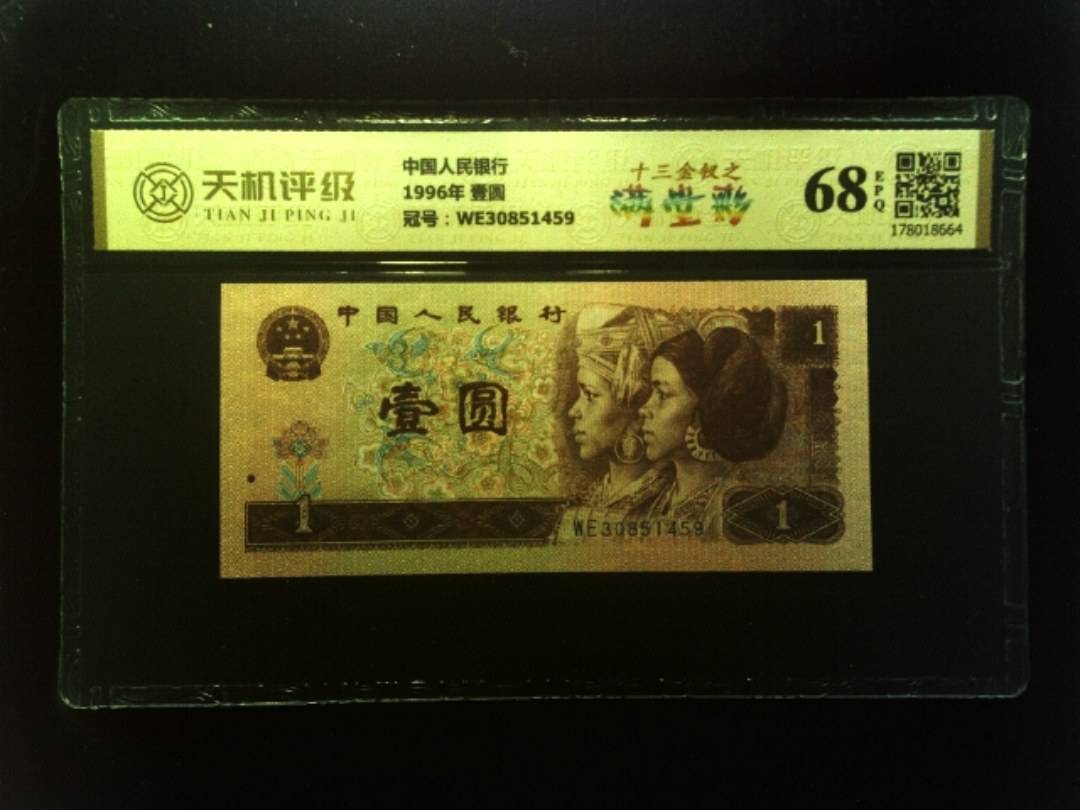 天机评级
TIAN JI PING JI
中国人民银行
1996年 壹圆
冠号：WE30851459
十三金钗之
满堂彩
68 EPQ
178018664
中国人民银行
1
壹圆
1
WE30851459
1